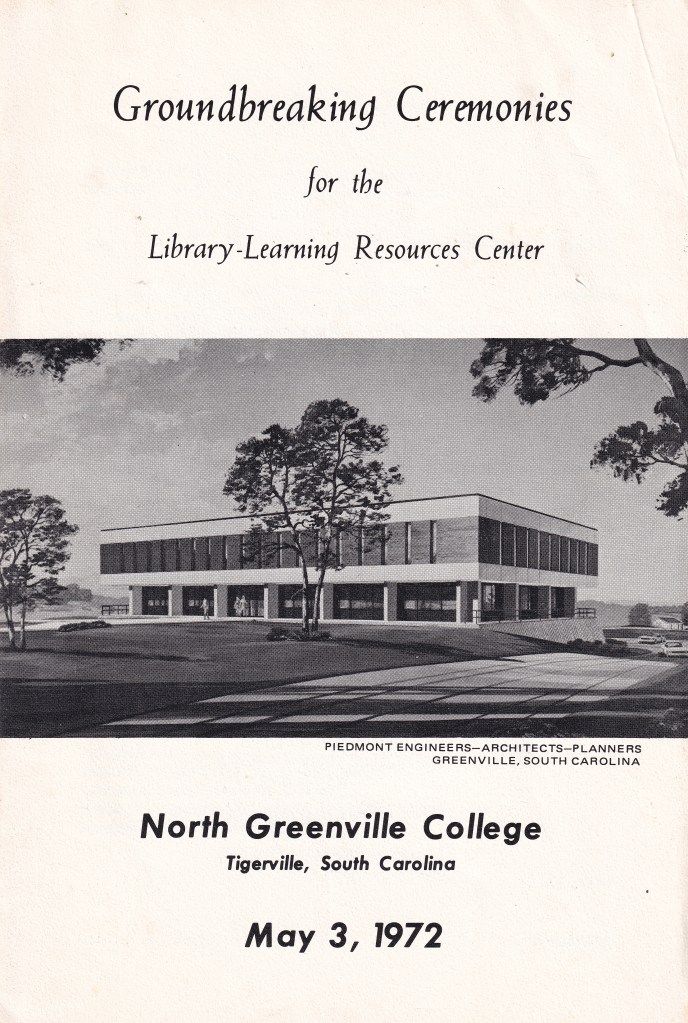 Groundbreaking Ceremonies
for the
Library-Learning Resources Center
PIEDMONT ENGINEERS—ARCHITECTS—PLANNERS
GREENVILLE, SOUTH CAROLINA
North Greenville College
Tigerville, South Carolina
May 3, 1972